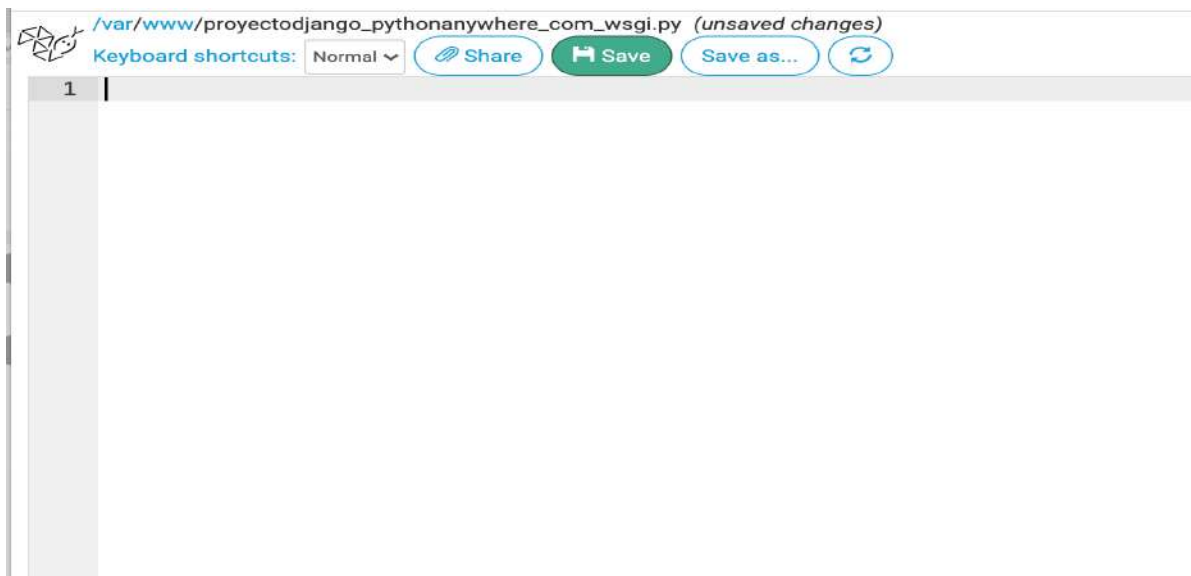 /var/www/proyectodjango_pythonanywhere_com_wsgi.py (unsaved changes)
Keyboard shortcuts: Normal Share Save Save as...
1